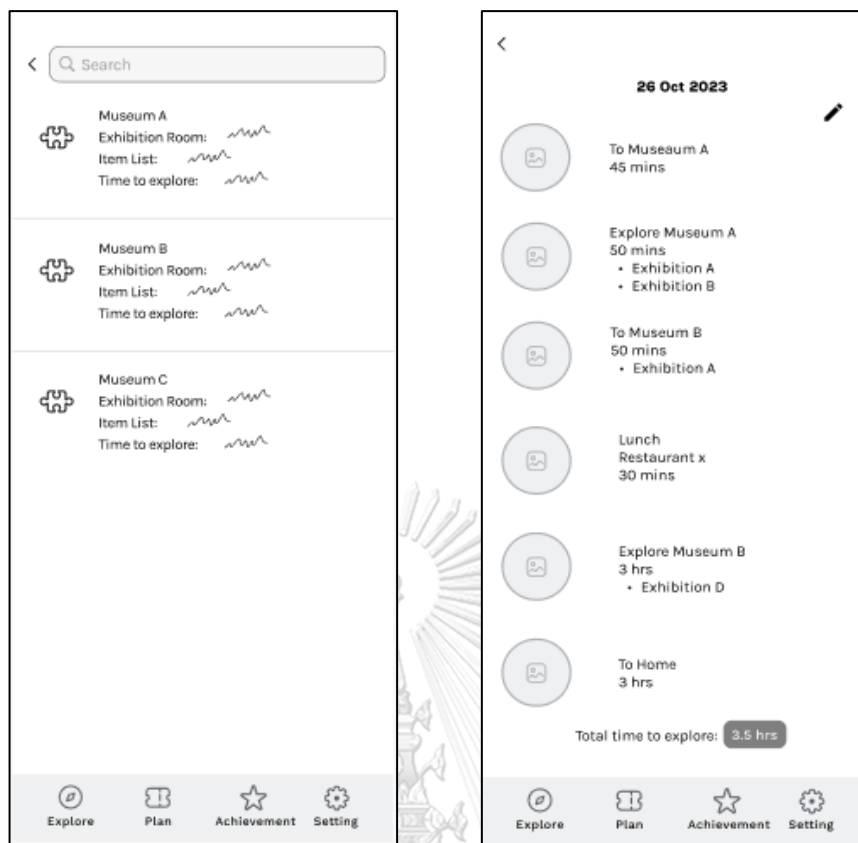 Search
Museum A
Exhibition Room:
Item List:
Time to explore:
Museum B
Exhibition Room:
Item List:
Time to explore:
Museum C
Exhibition Room:
Item List:
Time to explore:
Explore
Plan
Achievement
Setting
26 Oct 2023
To Museaum A
45 mins
Explore Museum A
50 mins
• Exhibition A
• Exhibition B
To Museum B
50 mins
• Exhibition A
Lunch
Restaurant x
30 mins
Explore Museum B
3 hrs
• Exhibition D
To Home
3 hrs
Total time to explore: 3.5 hrs
Explore
Plan
Achievement
Setting